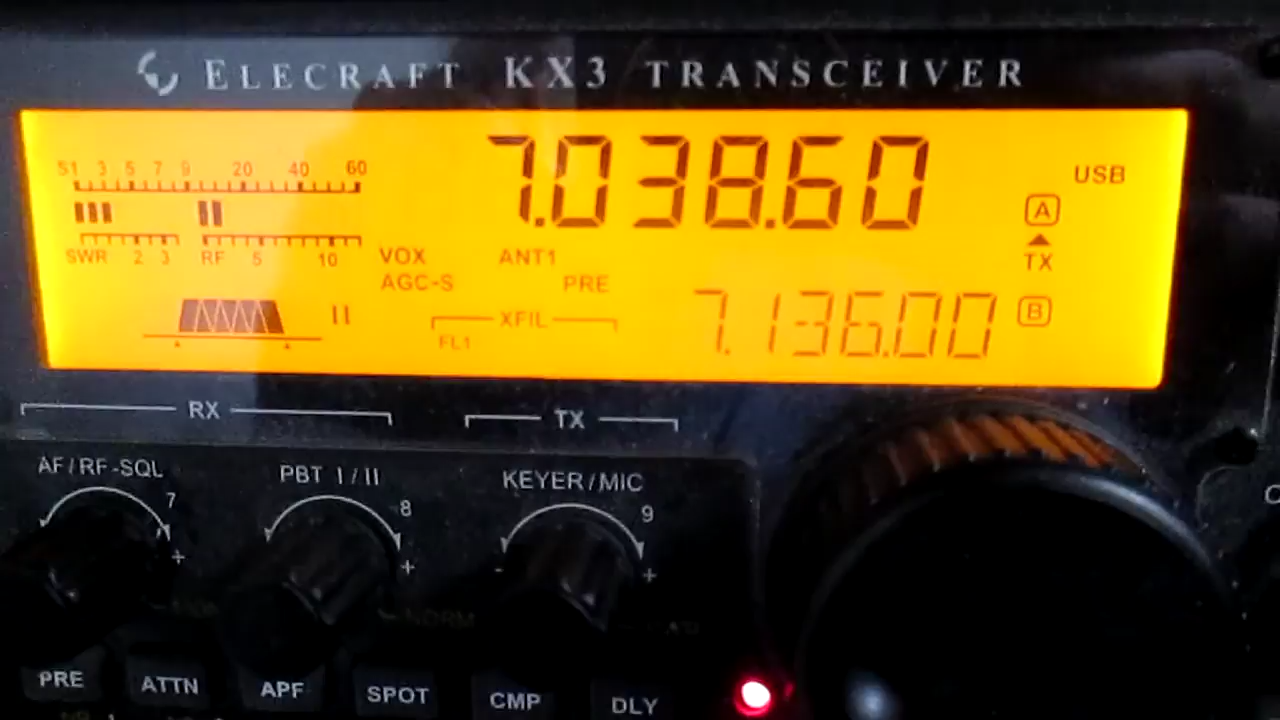 ELECRAFT KX3 TRANSCEIVER
S1 3 5 7 9 20 40 60
7.038.60
USB
A
SWR 2 3 RF 5 10
VOX
ANT1
TX
AGC-S
PRE
XFIL
FL1
II
7.136.00
B
RX
TX
AF/RF-SQL
7
PBT I/II
8
KEYER/MIC
9
+
+
- +
NORM
PRE
ATTN
APF
SPOT
CMP
DLY